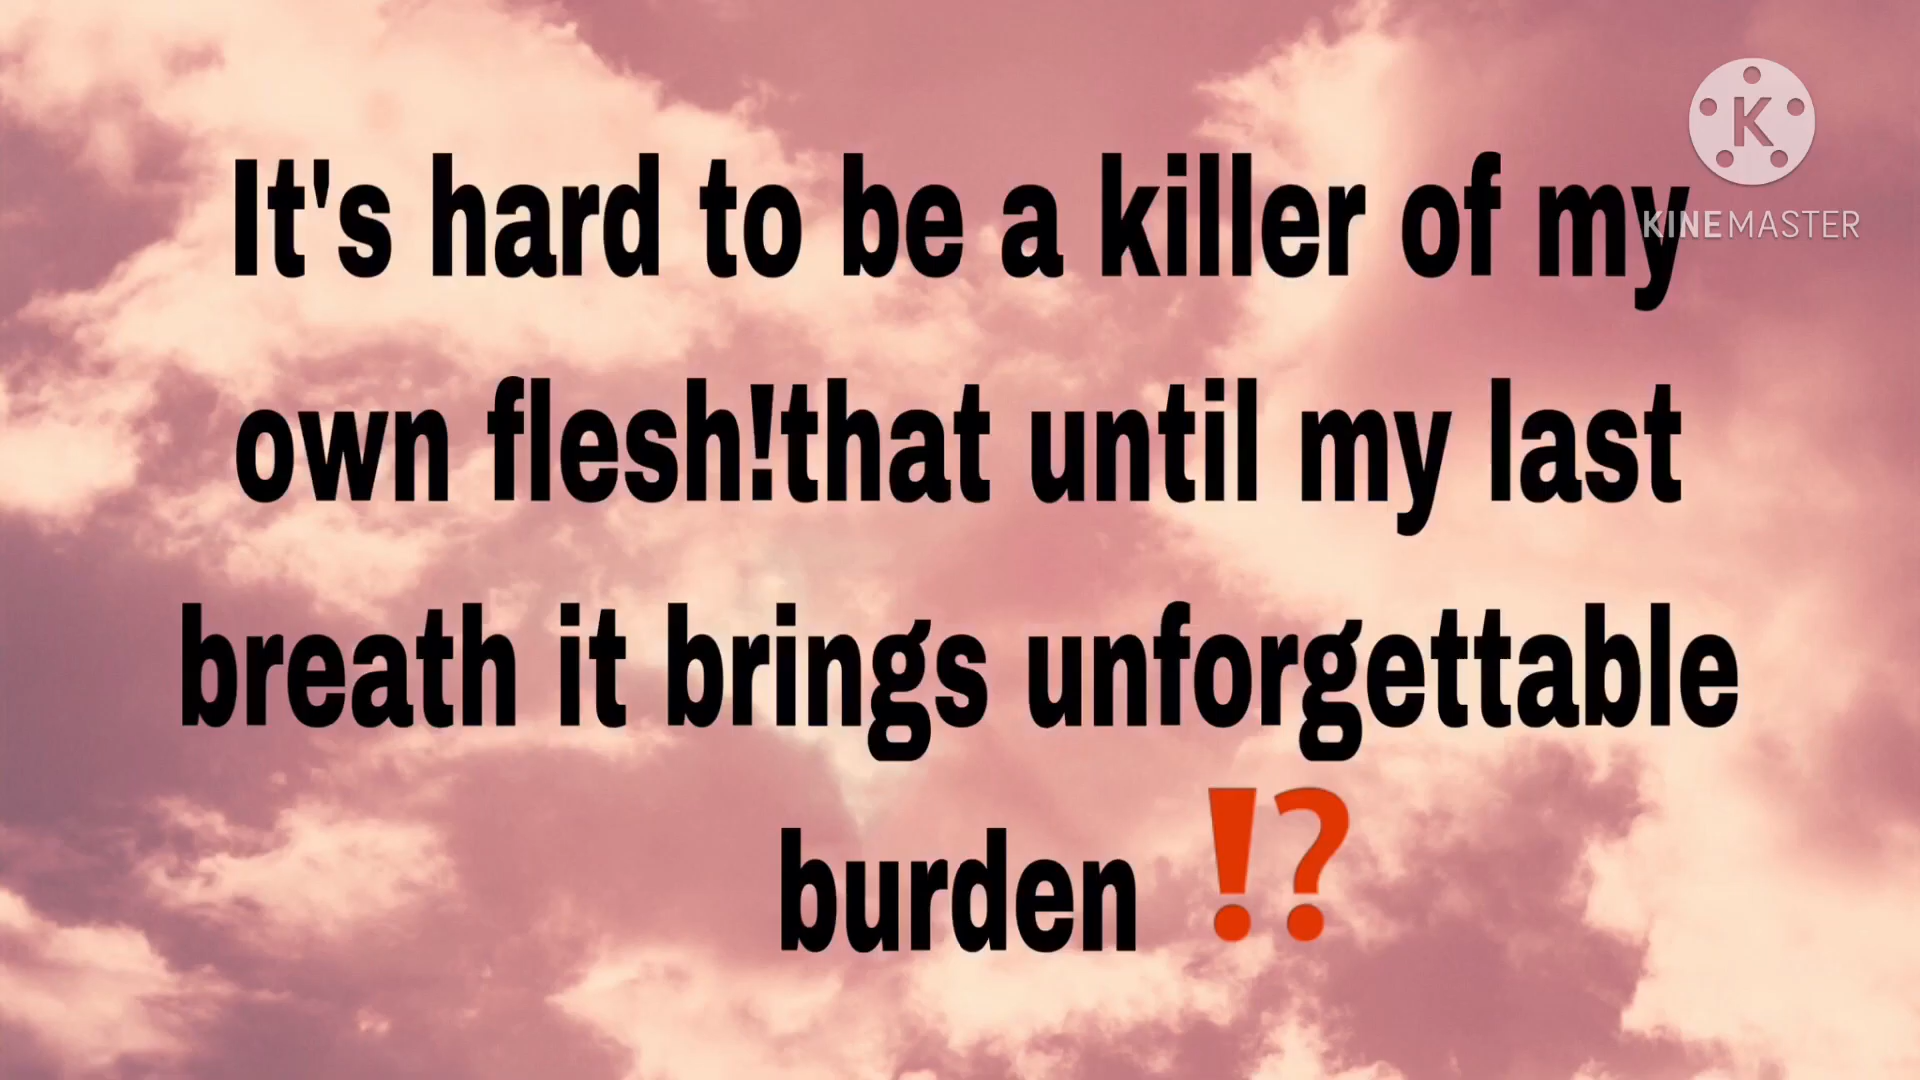 It's hard to be a killer of my
own flesh!that until my last
breath it brings unforgettable
burden ⁉
K
KINEMASTER